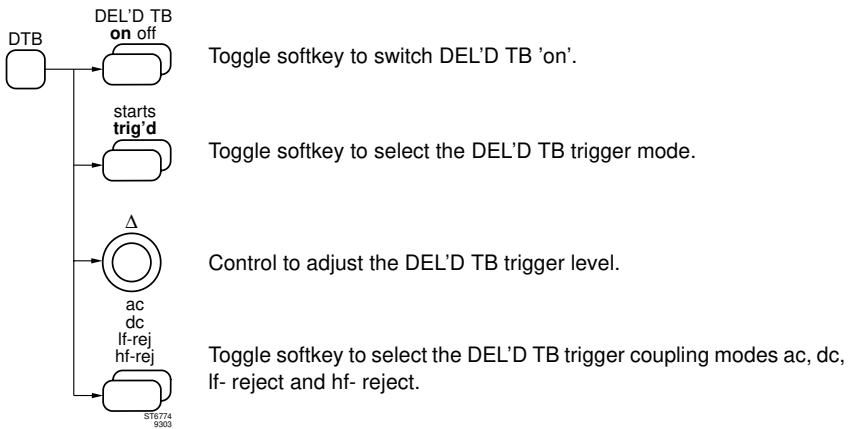 DEL'D TB
on off
DTB
Toggle softkey to switch DEL'D TB 'on'.
starts
trig'd
Toggle softkey to select the DEL'D TB trigger mode.
Δ
Control to adjust the DEL'D TB trigger level.
ac
dc
lf-rej
hf-rej
Toggle softkey to select the DEL'D TB trigger coupling modes ac, dc,
lf- reject and hf- reject.
ST6774
9303